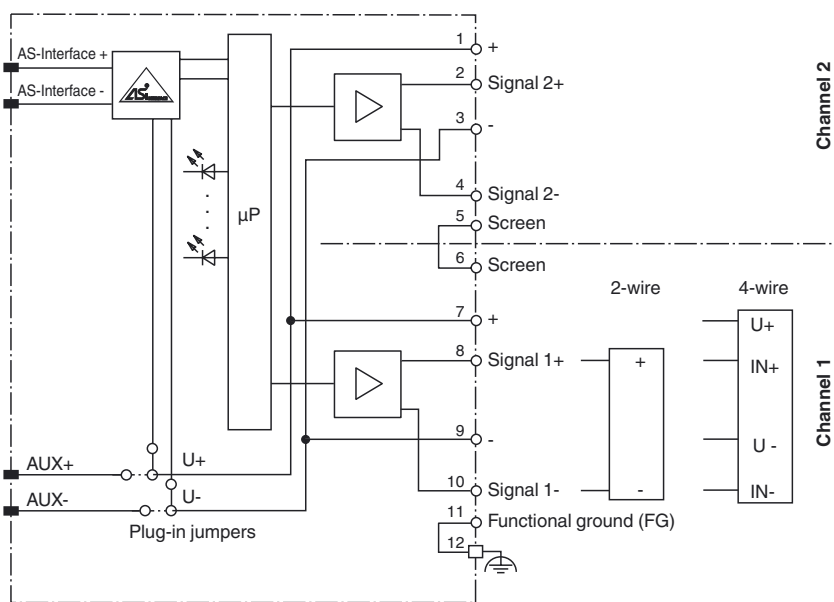 AS-Interface +
AS-Interface -
ASi
µP
AUX+
AUX-
U+
U-
Plug-in jumpers
1 +
2 Signal 2+
3 -
4 Signal 2-
5 Screen
6 Screen
7 +
8 Signal 1+
9 -
10 Signal 1-
11 Functional ground (FG)
12
Channel 2
2-wire
+
-
4-wire
U+
IN+
U -
IN-
Channel 1